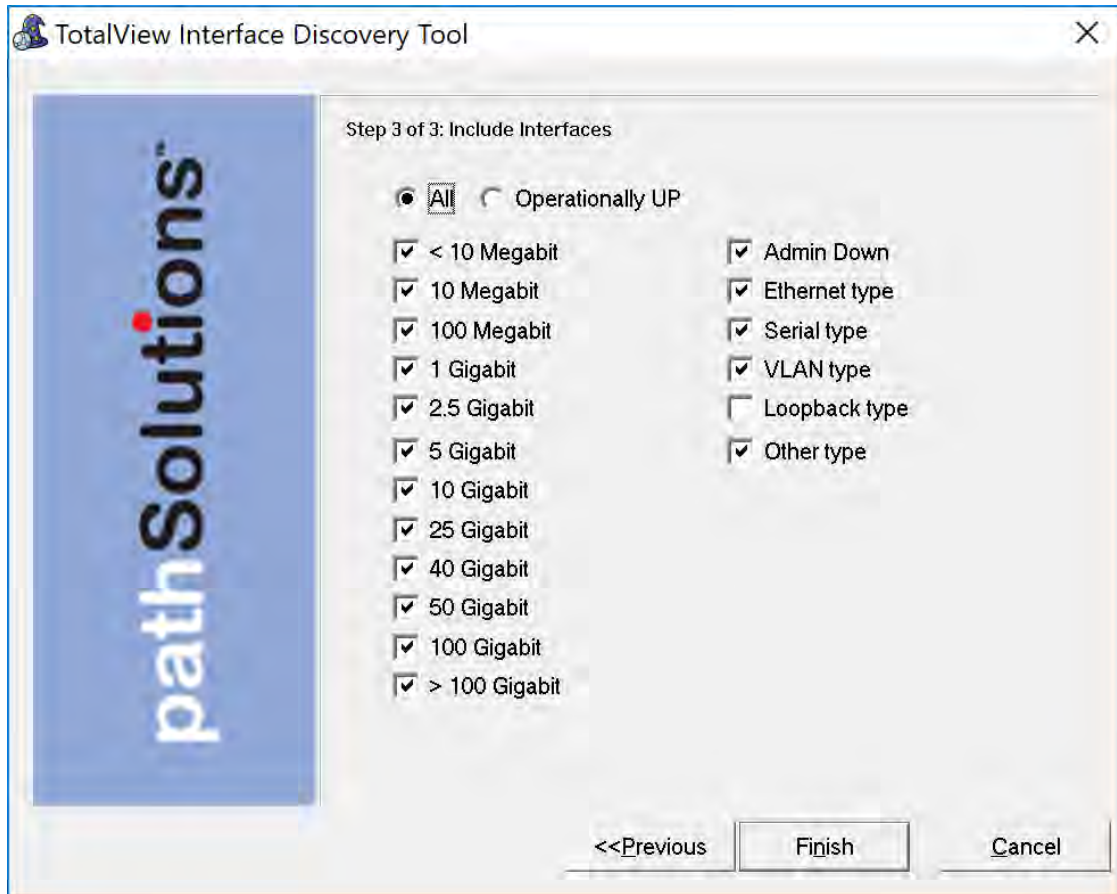 TotalView Interface Discovery Tool
pathSolutions™
Step 3 of 3: Include Interfaces
All Operationally UP
< 10 Megabit Admin Down
10 Megabit Ethernet type
100 Megabit Serial type
1 Gigabit VLAN type
2.5 Gigabit Loopback type
5 Gigabit Other type
10 Gigabit
25 Gigabit
40 Gigabit
50 Gigabit
100 Gigabit
> 100 Gigabit
<<Previous Finish Cancel